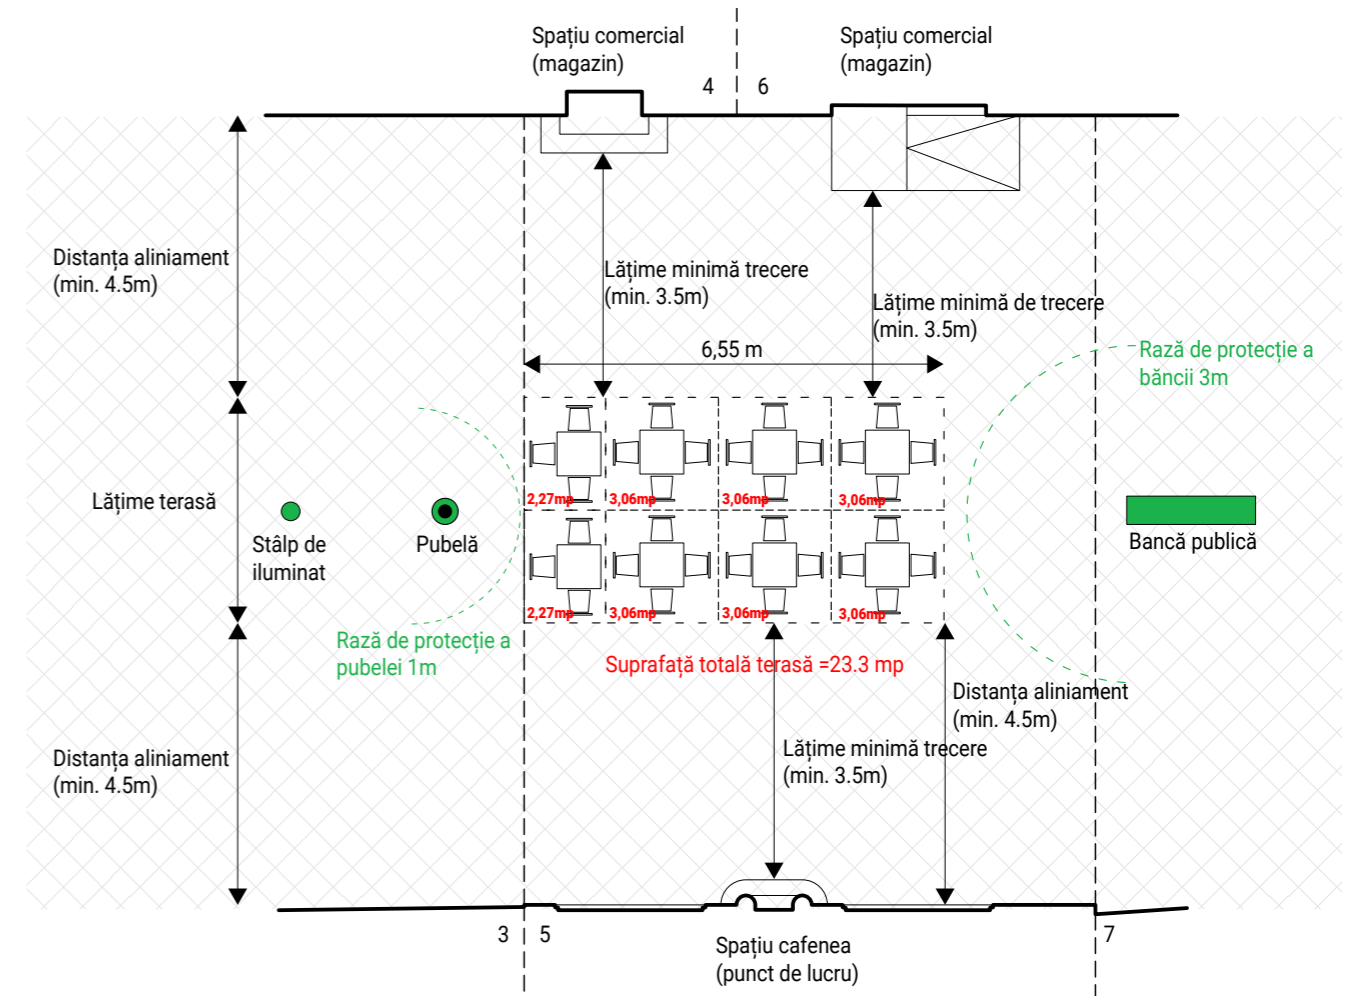 Spațiu comercial
(magazin)
Spațiu comercial
(magazin)
4
6
Distanța aliniament
(min. 4.5m)
Lățime minimă trecere
(min. 3.5m)
Lățime minimă de trecere
(min. 3.5m)
6,55 m
Rază de protecție a
băncii 3m
2,27mp
3,06mp
3,06mp
3,06mp
Lățime terasă
Stâlp de
iluminat
Pubelă
Bancă publică
2,27mp
3,06mp
3,06mp
3,06mp
Rază de protecție a
pubelei 1m
Suprafață totală terasă =23.3 mp
Distanța aliniament
(min. 4.5m)
Distanța aliniament
(min. 4.5m)
Lățime minimă trecere
(min. 3.5m)
3
5
7
Spațiu cafenea
(punct de lucru)